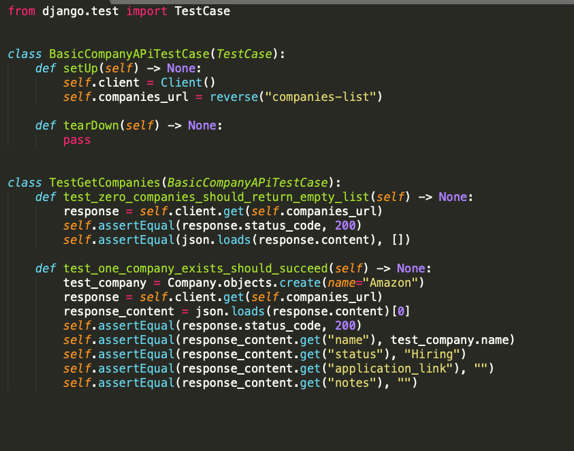 from django.test import TestCase
class BasicCompanyAPiTestCase(TestCase):
def setUp(self) -> None:
self.client = Client()
self.companies_url = reverse("companies-list")
def tearDown(self) -> None:
pass
class TestGetCompanies(BasicCompanyAPiTestCase):
def test_zero_companies_should_return_empty_list(self) -> None:
response = self.client.get(self.companies_url)
self.assertEqual(response.status_code, 200)
self.assertEqual(json.loads(response.content), [])
def test_one_company_exists_should_succeed(self) -> None:
test_company = Company.objects.create(name="Amazon")
response = self.client.get(self.companies_url)
response_content = json.loads(response.content)[0]
self.assertEqual(response.status_code, 200)
self.assertEqual(response_content.get("name"), test_company.name)
self.assertEqual(response_content.get("status"), "Hiring")
self.assertEqual(response_content.get("application_link"), "")
self.assertEqual(response_content.get("notes"), "")